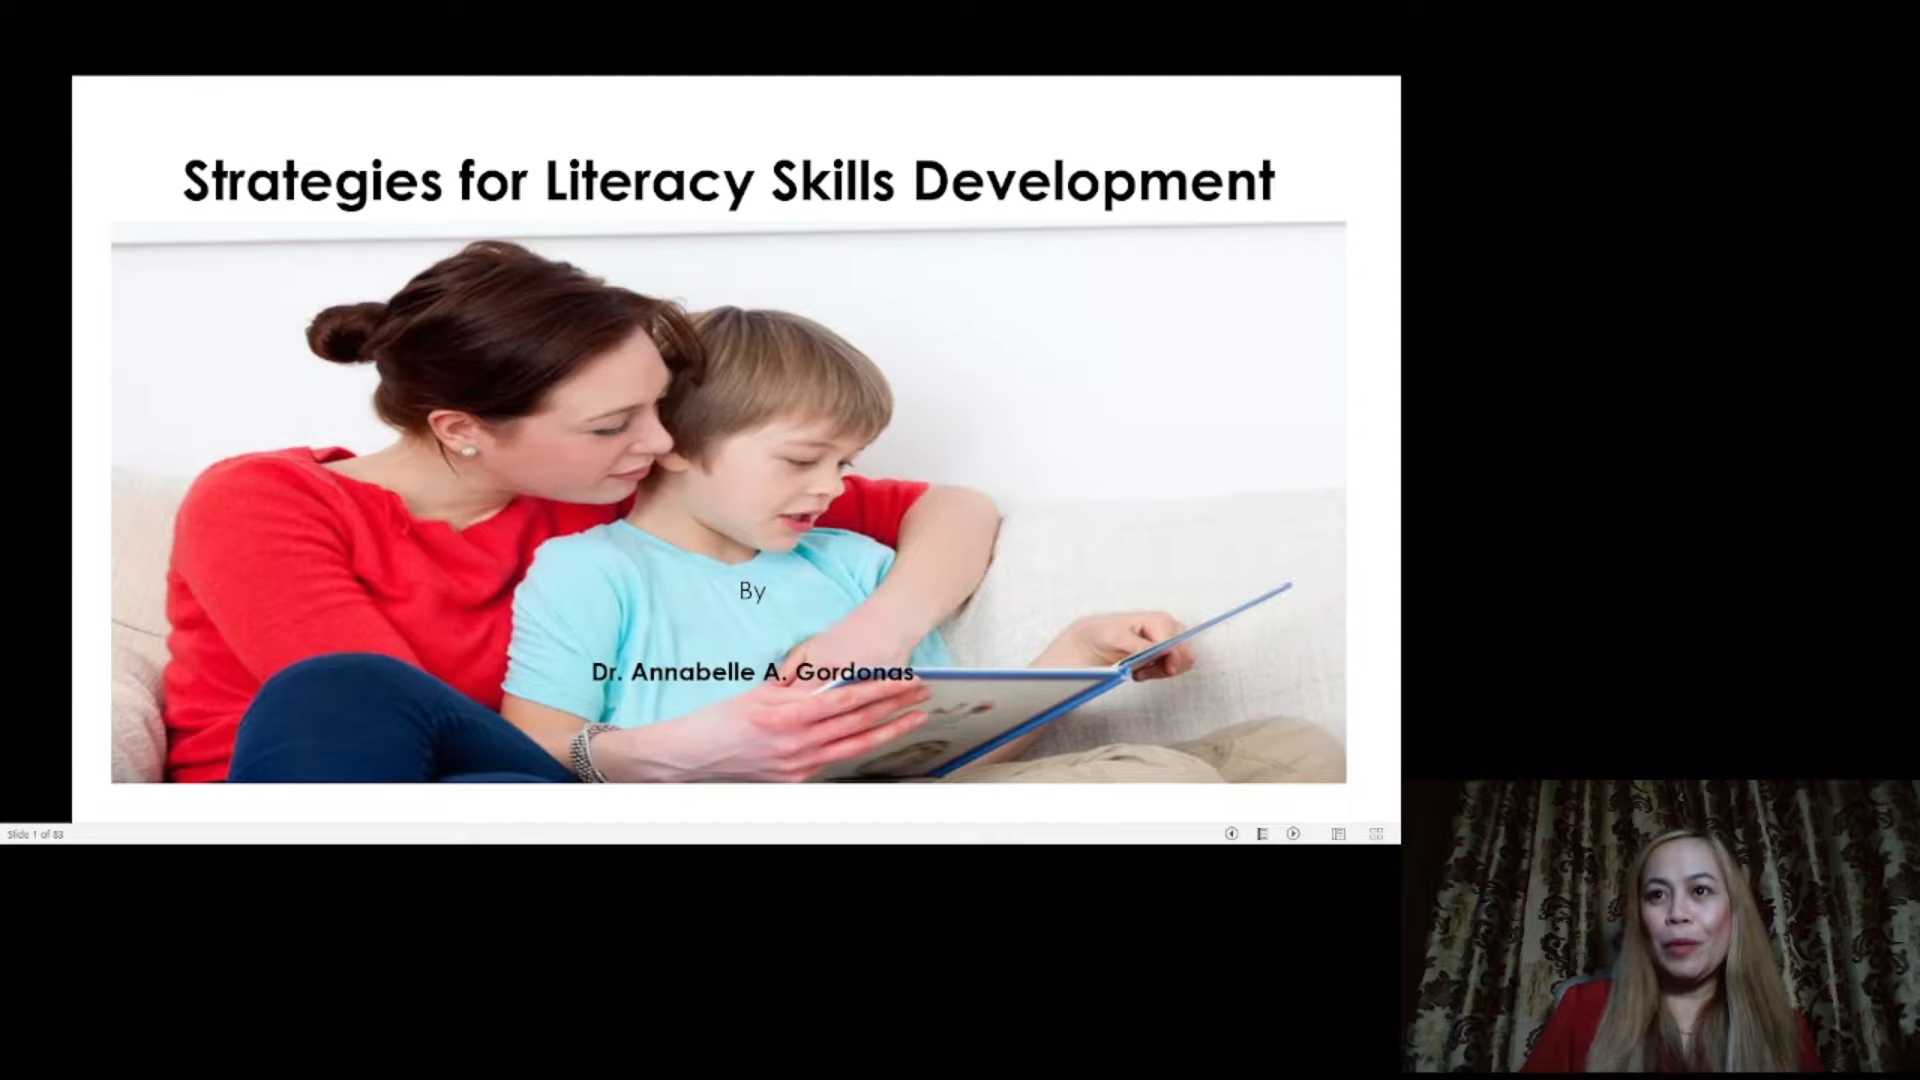 Strategies for Literacy Skills Development
By
Dr. Annabelle A. Gordonas
Slide 1 of 83